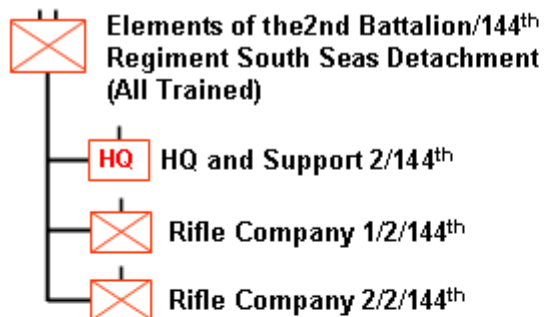 Elements of the2nd Battalion/144th
Regiment South Seas Detachment
(All Trained)
HQ HQ and Support 2/144th
Rifle Company 1/2/144th
Rifle Company 2/2/144th